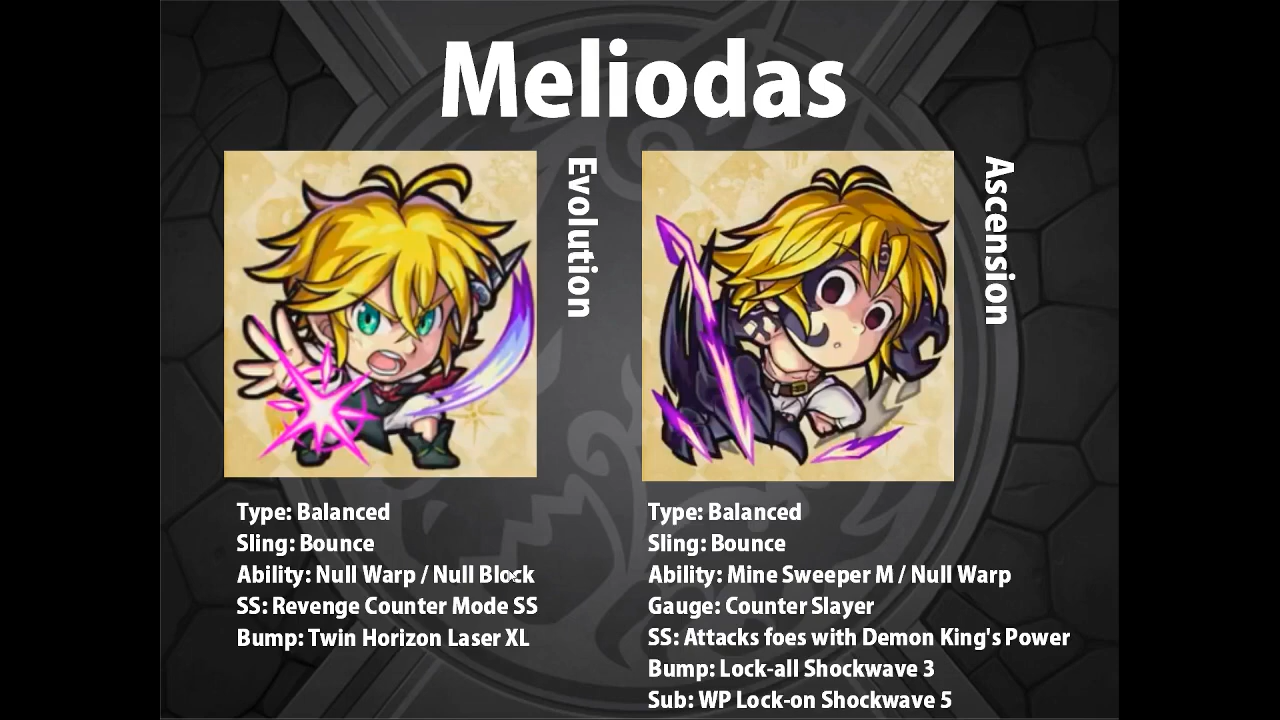 Meliodas
Evolution
Type: Balanced
Sling: Bounce
Ability: Null Warp / Null Block
SS: Revenge Counter Mode SS
Bump: Twin Horizon Laser XL
Ascension
Type: Balanced
Sling: Bounce
Ability: Mine Sweeper M / Null Warp
Gauge: Counter Slayer
SS: Attacks foes with Demon King's Power
Bump: Lock-all Shockwave 3
Sub: WP Lock-on Shockwave 5